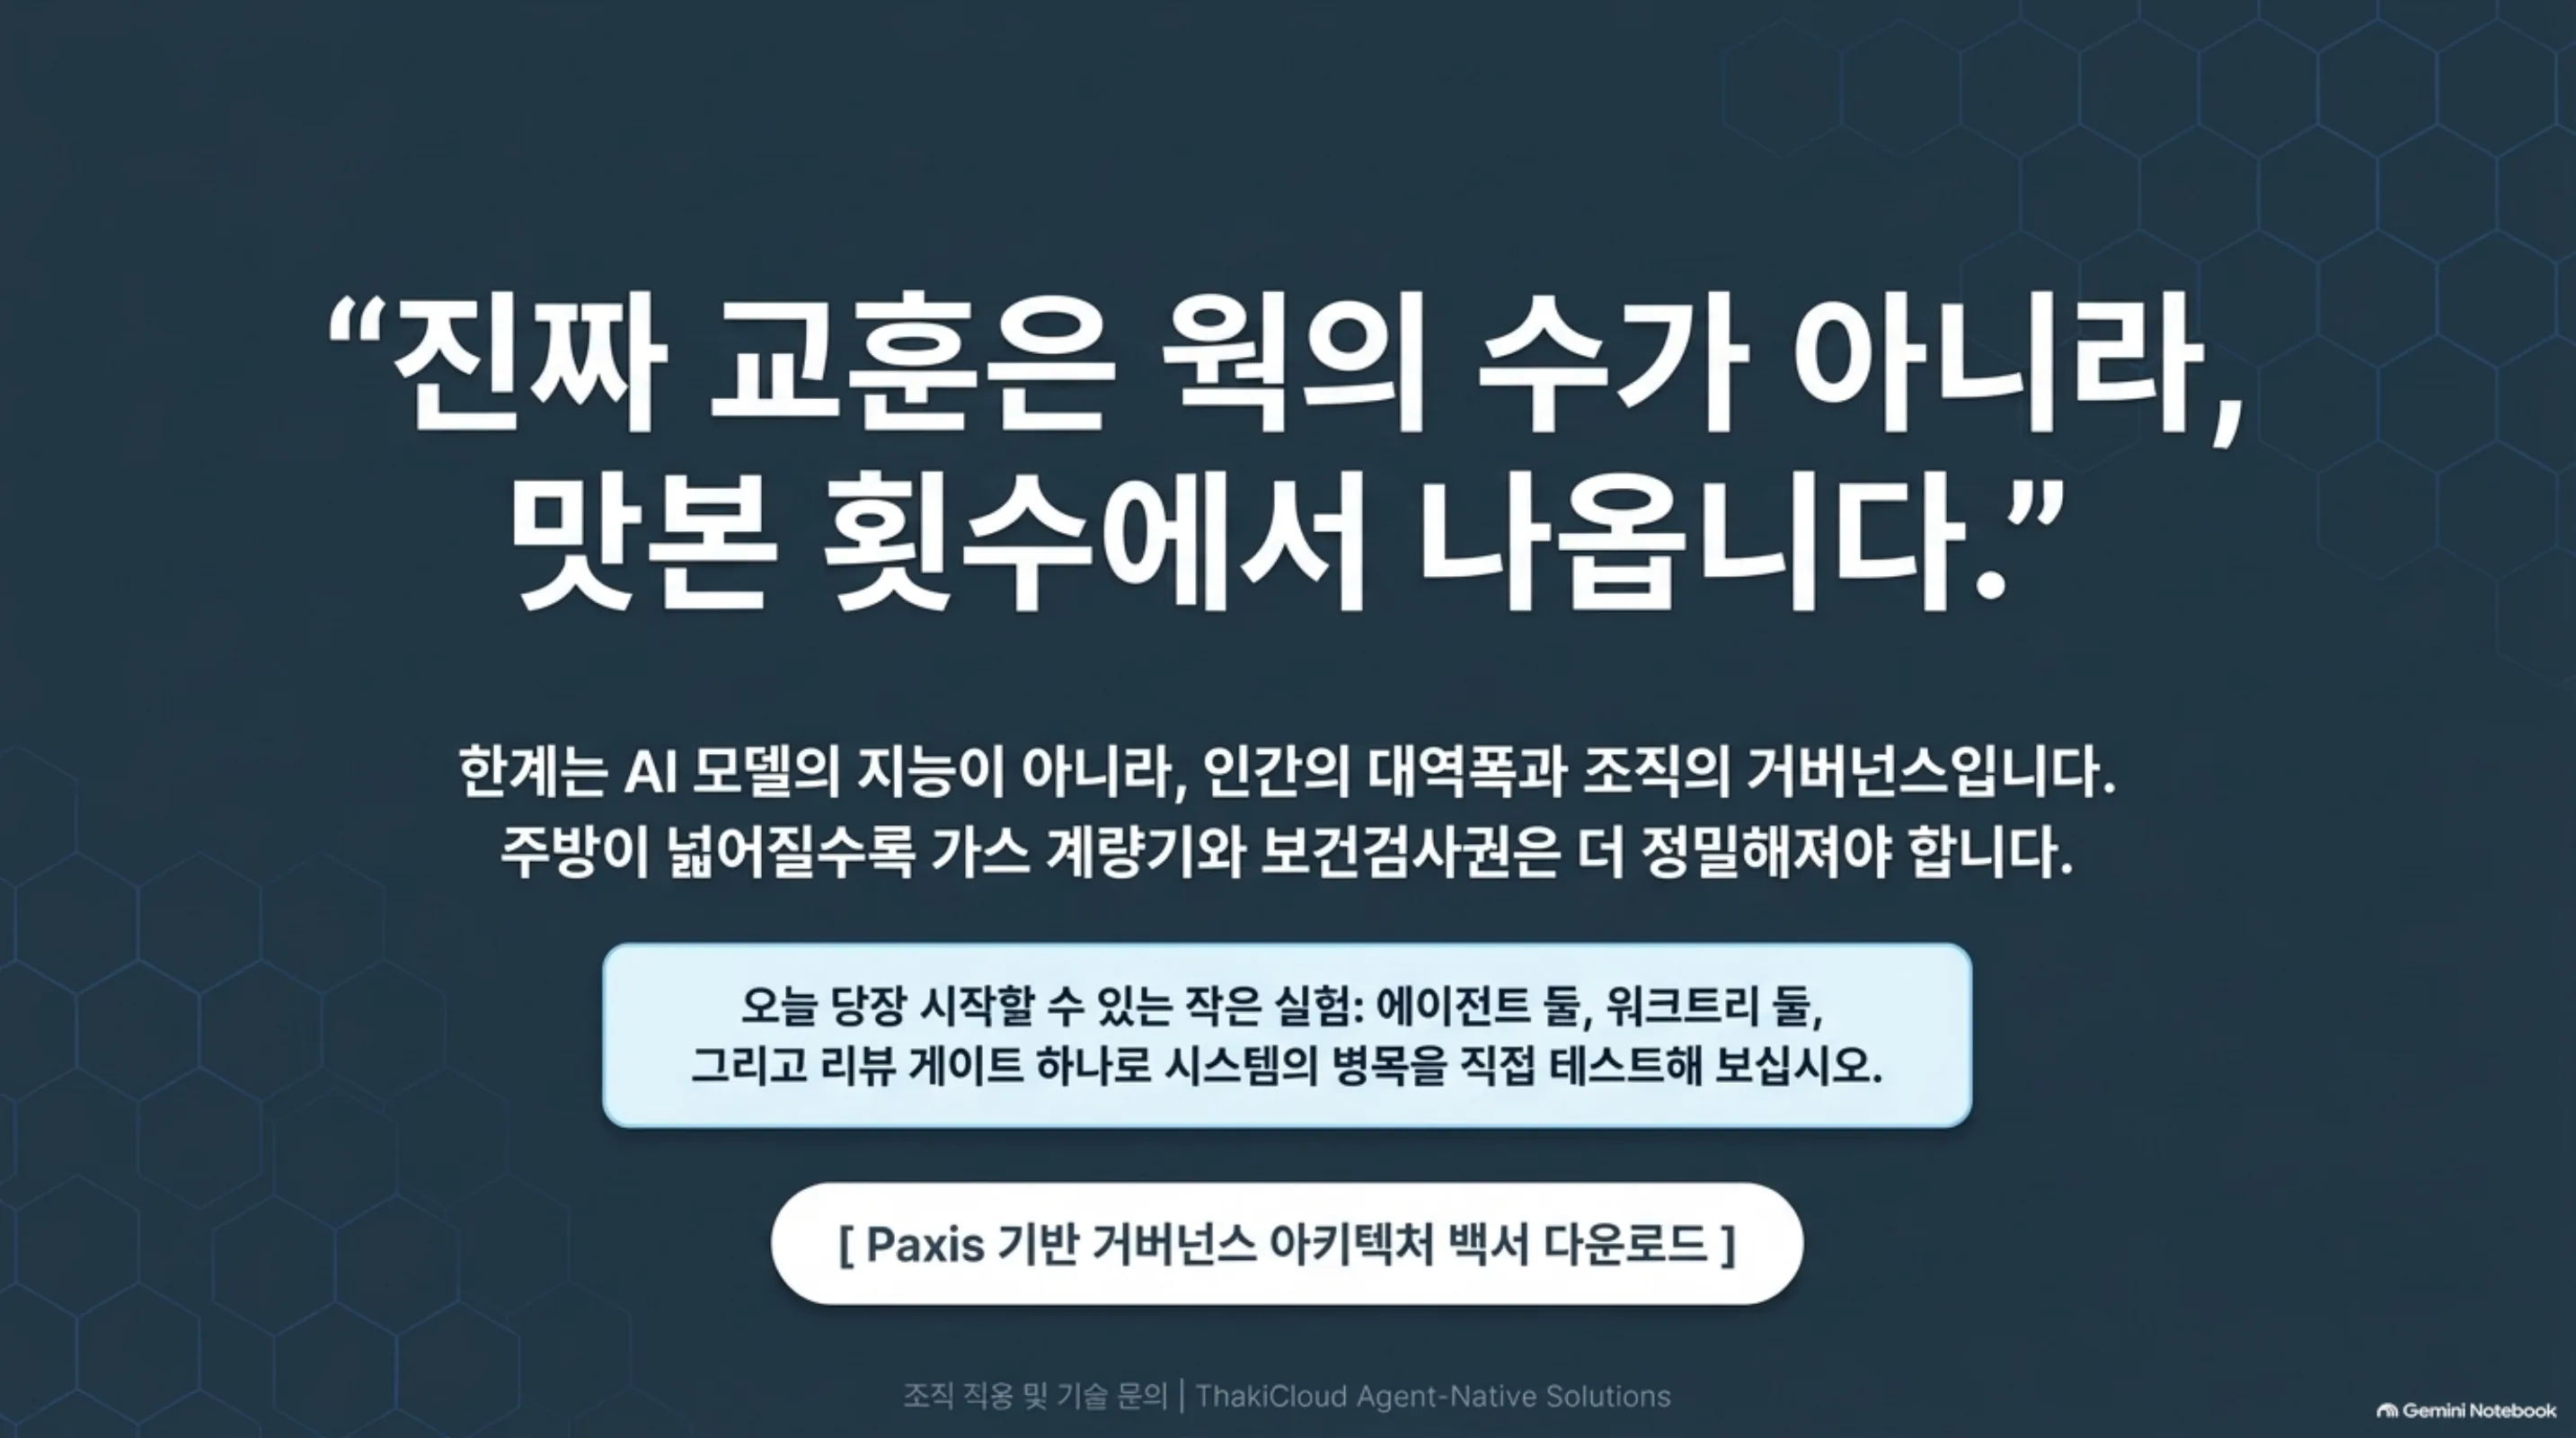 “진짜 교훈은 웍의 수가 아니라,
맛본 횟수에서 나옵니다.”
한계는 AI 모델의 지능이 아니라, 인간의 대역폭과 조직의 거버넌스입니다.
주방이 넓어질수록 가스 계량기와 보건검사권은 더 정밀해져야 합니다.
오늘 당장 시작할 수 있는 작은 실험: 에이전트 둘, 워크트리 둘,
그리고 리뷰 게이트 하나로 시스템의 병목을 직접 테스트해 보십시오.
[ Paxis 기반 거버넌스 아키텍처 백서 다운로드 ]
조직 직옹 및 기술 문의 | ThakiCloud Agent-Native Solutions
Gemini Notebook